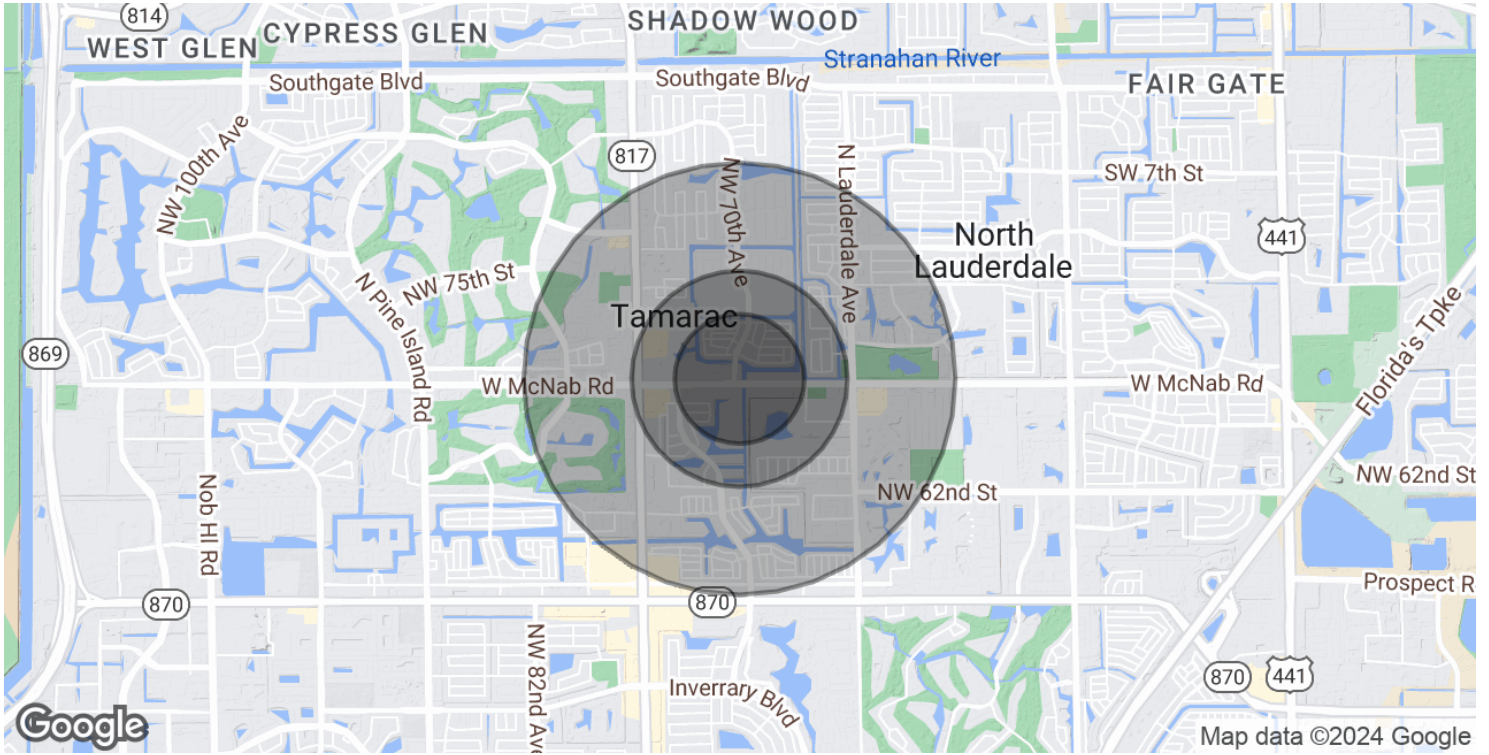 814
SHADOW WOOD
WEST GLEN
CYPRESS GLEN
Stranahan River
Southgate Blvd
Southgate Blvd
FAIR GATE
NW 100th Ave
817
NW 70th Ave
N Lauderdale Ave
SW 7th St
North
Lauderdale
441
NW 75th St
N Pine Island Rd
Tamarac
Florida's Tpke
869
W McNab Rd
W McNab Rd
NW 62nd St
NW 62nd St
Nob HI Rd
Prospect R
870
870
NW 82nd Ave
Inverrary Blvd
870
441
Google
Map data ©2024 Google